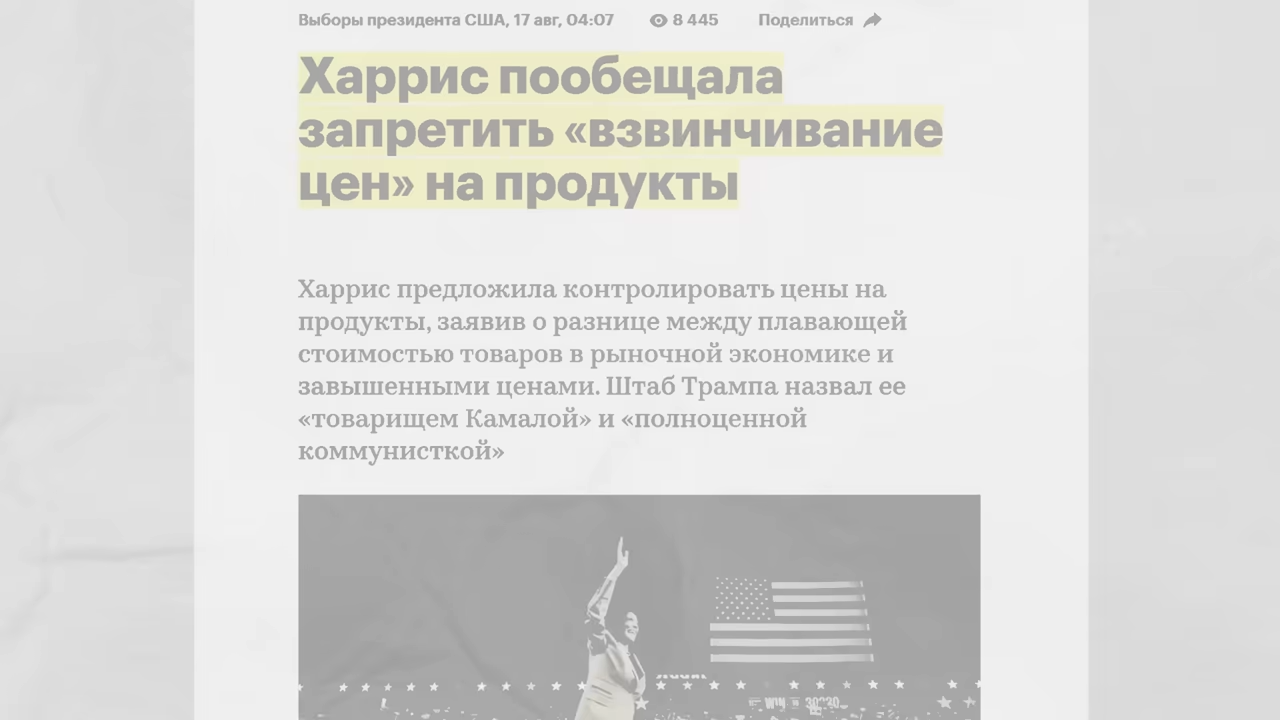 Выборы президента США, 17 авг, 04:07 8 445 Поделиться
Харрис пообещала
запретить «взвинчивание
цен» на продукты
Харрис предложила контролировать цены на
продукты, заявив о разнице между плавающей
стоимостью товаров в рыночной экономике и
завышенными ценами. Штаб Трампа назвал ее
«товарищем Камалой» и «полноценной
коммунисткой»